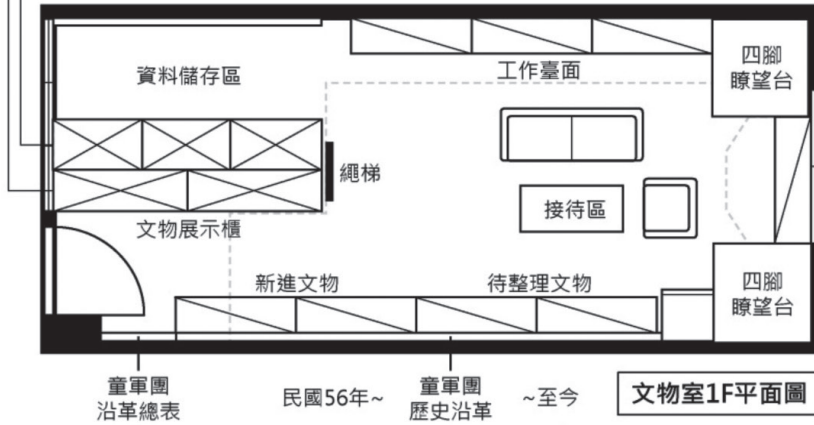 資料儲存區
工作臺面
四腳
瞭望台
繩梯
接待區
文物展示櫃
新進文物
待整理文物
四腳
瞭望台
童軍團
沿革總表
民國56年~
童軍團
歷史沿革
~至今
文物室1F平面圖